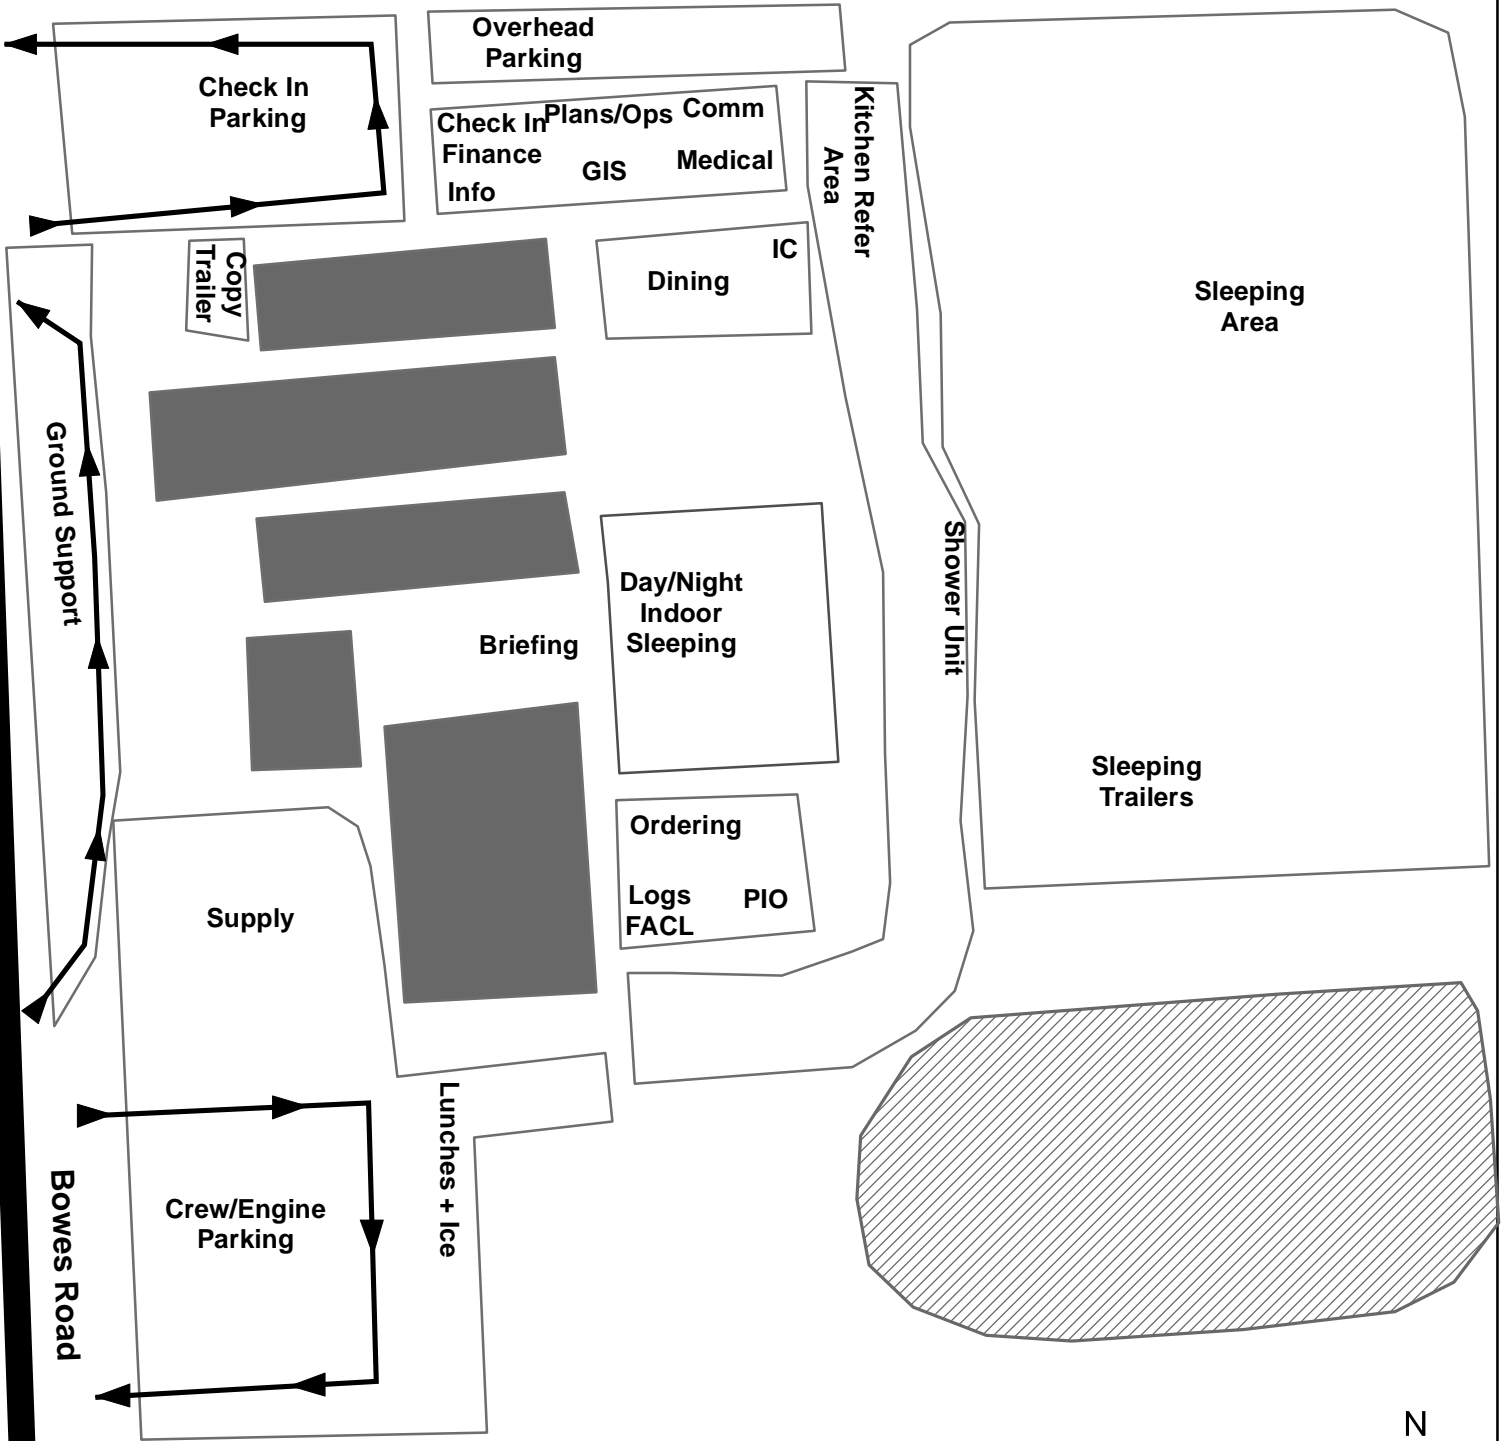 Overhead
Parking
Check In
Parking
Check In
Finance
Info
Plans/Ops
GIS
Comm
Medical
Kitchen Refer
Area
Copy
Trailer
IC
Dining
Sleeping
Area
Ground Support
Day/Night
Indoor
Sleeping
Briefing
Shower Unit
Sleeping
Trailers
Ordering
Logs
FACL
PIO
Supply
Lunches + Ice
Crew/Engine
Parking
Bowes Road
N